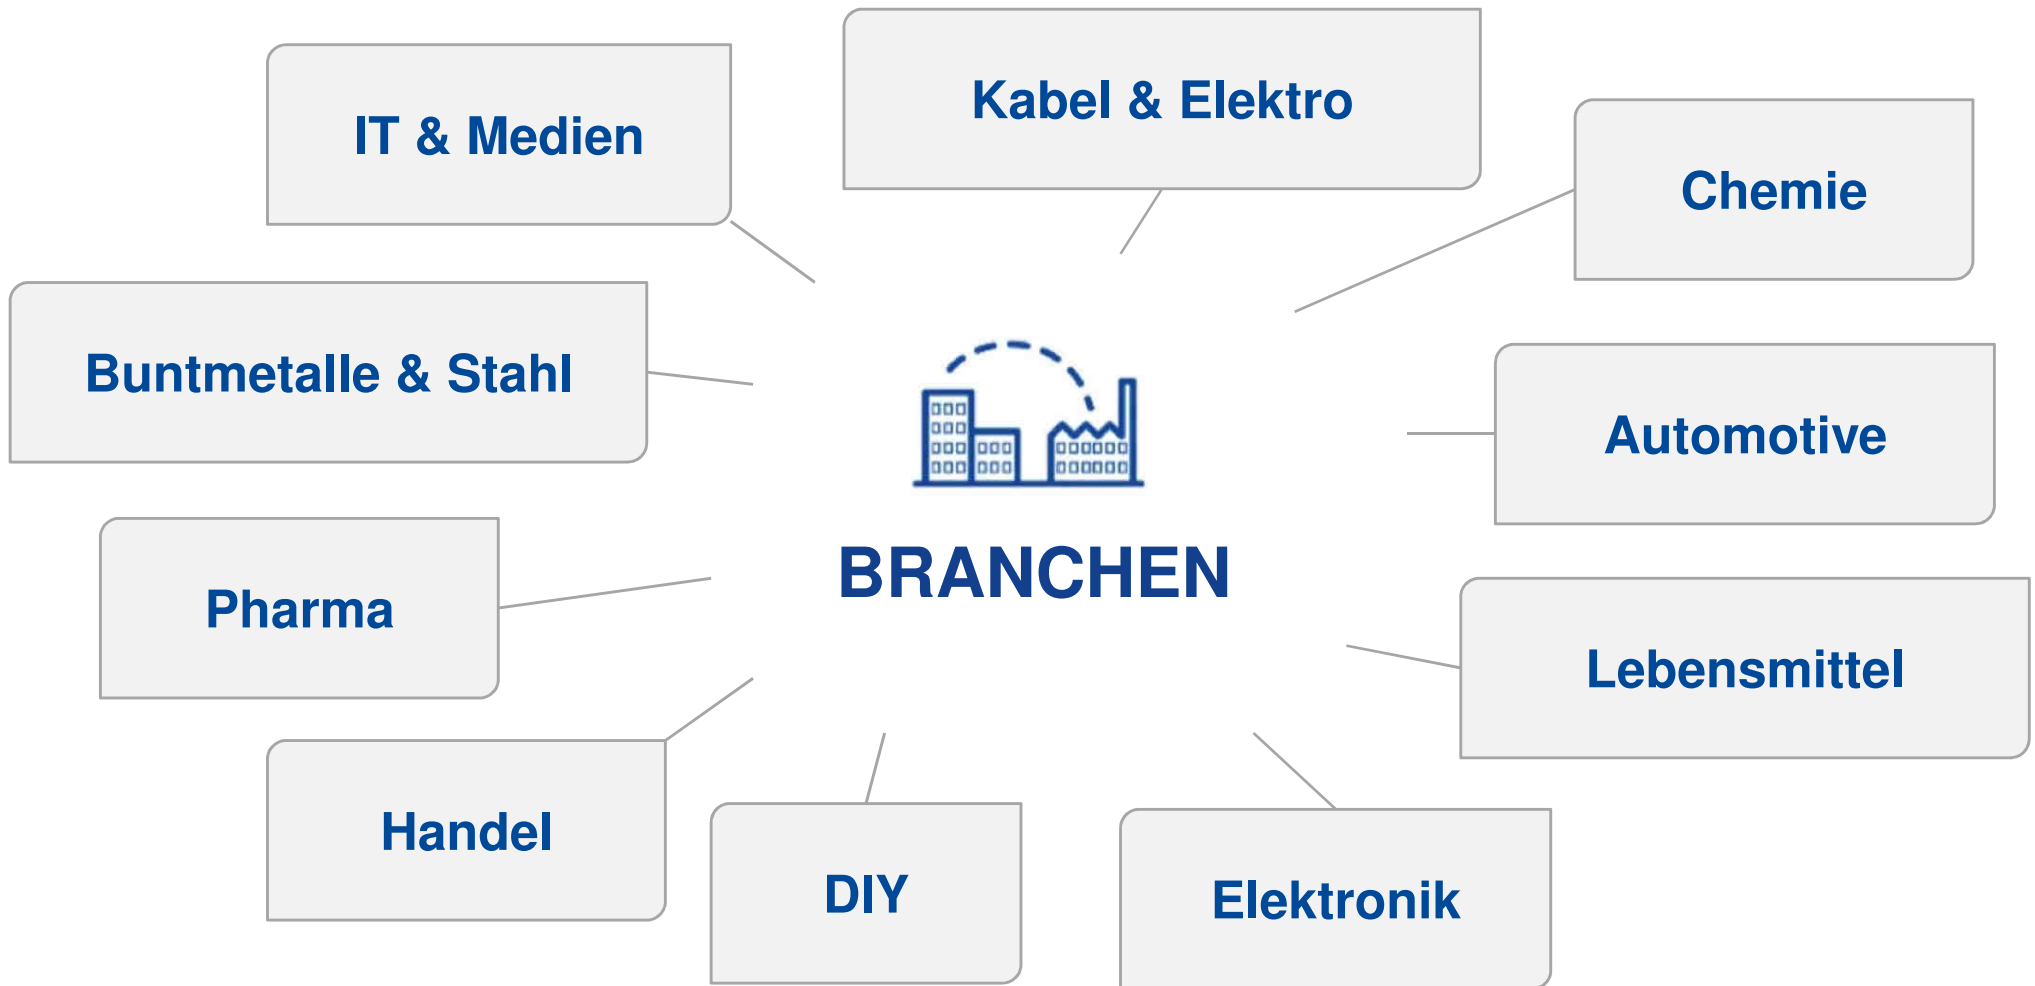 Kabel & Elektro
IT & Medien
Chemie
Buntmetalle & Stahl
Automotive
BRANCHEN
Pharma
Lebensmittel
Handel
DIY
Elektronik